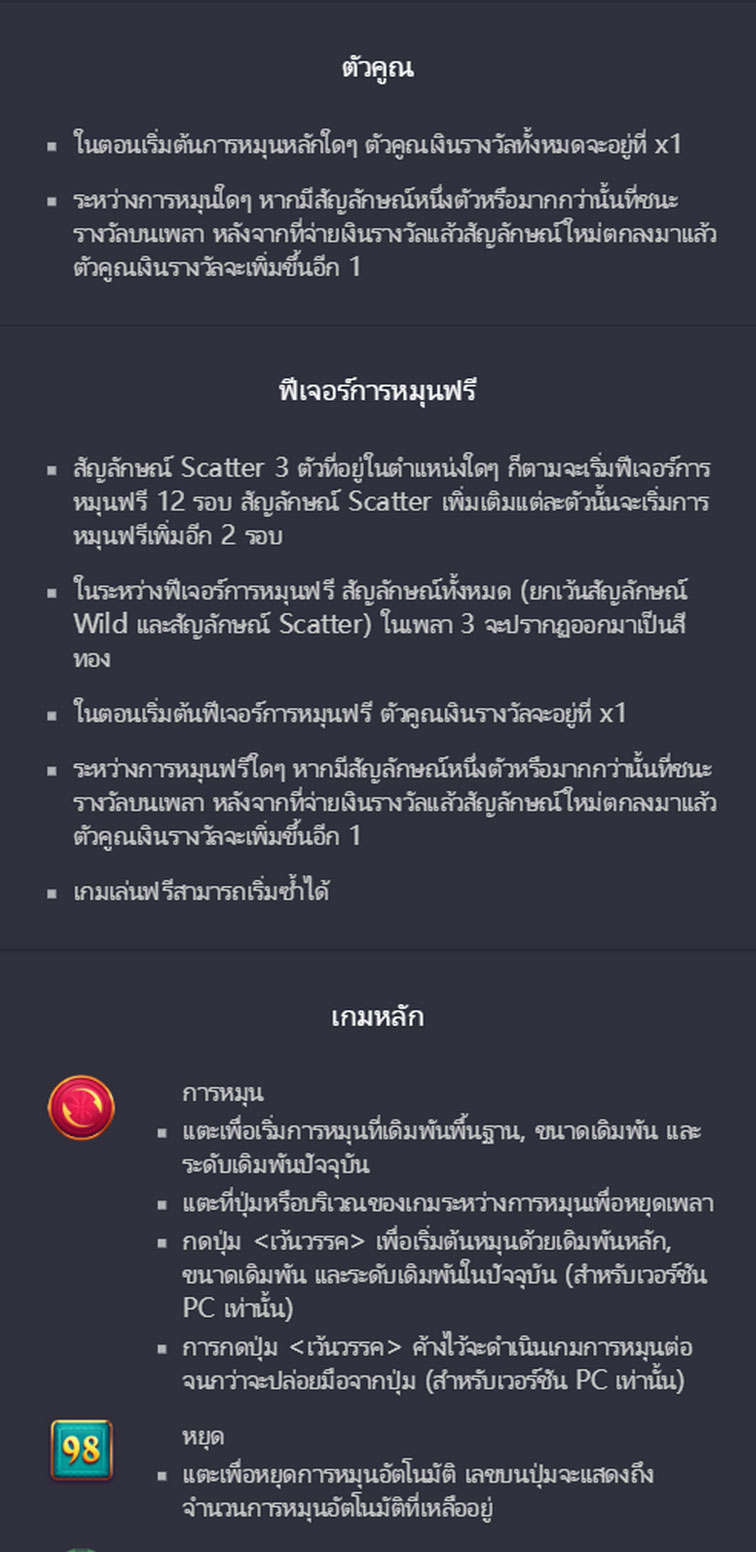 ตัวคูณ
ในตอนเริ่มต้นการหมุนหลักใดๆ ตัวคูณเงินรางวัลทั้งหมดจะอยู่ที่ x1
ระหว่างการหมุนใดๆ หากมีสัญลักษณ์หนึ่งตัวหรือมากกว่านั้นที่ชนะ
รางวัลบนเพลา หลังจากที่จ่ายเงินรางวัลแล้วสัญลักษณ์ใหม่ตกลงมาแล้ว
ตัวคูณเงินรางวัลจะเพิ่มขึ้นอีก 1
ฟีเจอร์การหมุนฟรี
สัญลักษณ์ Scatter 3 ตัวที่อยู่ในตำแหน่งใดๆ ก็ตามจะเริ่มฟีเจอร์การ
หมุนฟรี 12 รอบ สัญลักษณ์ Scatter เพิ่มเติมแต่ละตัวนั้นจะเริ่มการ
หมุนฟรีเพิ่มอีก 2 รอบ
ในระหว่างฟีเจอร์การหมุนฟรี สัญลักษณ์ทั้งหมด (ยกเว้นสัญลักษณ์
Wild และสัญลักษณ์ Scatter) ในเพลา 3 จะปรากฏออกมาเป็นสี
ทอง
ในตอนเริ่มต้นฟีเจอร์การหมุนฟรี ตัวคูณเงินรางวัลจะอยู่ที่ x1
ระหว่างการหมุนฟรีใดๆ หากมีสัญลักษณ์หนึ่งตัวหรือมากกว่านั้นที่ชนะ
รางวัลบนเพลา หลังจากที่จ่ายเงินรางวัลแล้วสัญลักษณ์ใหม่ตกลงมาแล้ว
ตัวคูณเงินรางวัลจะเพิ่มขึ้นอีก 1
เกมเล่นฟรีสามารถเริ่มซ้ำได้
เกมหลัก
การหมุน
แตะเพื่อเริ่มการหมุนที่เดิมพันพื้นฐาน, ขนาดเดิมพัน และ
ระดับเดิมพันปัจจุบัน
แตะที่ปุ่มหรือบริเวณของเกมระหว่างการหมุนเพื่อหยุดเพลา
กดปุ่ม <เว้นวรรค> เพื่อเริ่มต้นหมุนด้วยเดิมพันหลัก,
ขนาดเดิมพัน และระดับเดิมพันในปัจจุบัน (สำหรับเวอร์ชัน
PC เท่านั้น)
การกดปุ่ม <เว้นวรรค> ค้างไว้จะดำเนินเกมการหมุนต่อ
จนกว่าจะปล่อยมือจากปุ่ม (สำหรับเวอร์ชัน PC เท่านั้น)
98
หยุด
แตะเพื่อหยุดการหมุนอัตโนมัติ เลขบนปุ่มจะแสดงถึง
จำนวนการหมุนอัตโนมัติที่เหลืออยู่